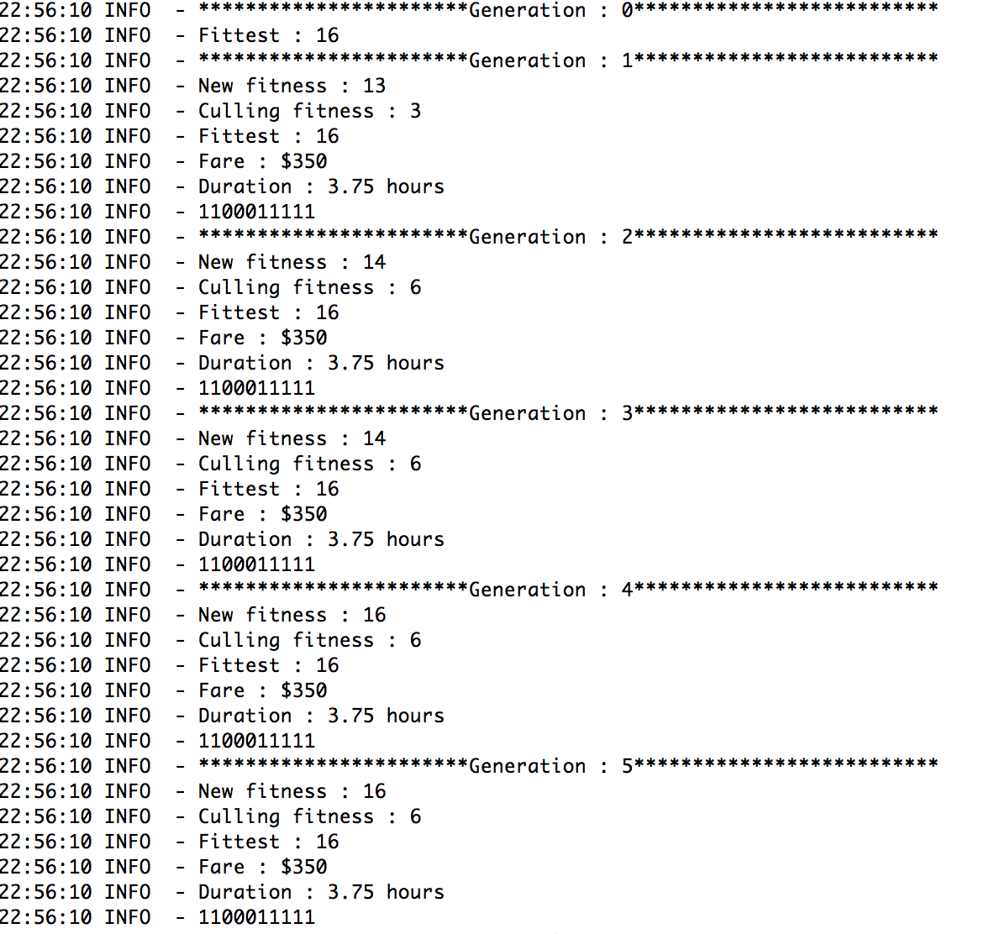 22:56:10 INFO  - ***********************Generation : 0**************************
22:56:10 INFO  - Fittest : 16
22:56:10 INFO  - ***********************Generation : 1**************************
22:56:10 INFO  - New fitness : 13
22:56:10 INFO  - Culling fitness : 3
22:56:10 INFO  - Fittest : 16
22:56:10 INFO  - Fare : $350
22:56:10 INFO  - Duration : 3.75 hours
22:56:10 INFO  - 1100011111
22:56:10 INFO  - ***********************Generation : 2**************************
22:56:10 INFO  - New fitness : 14
22:56:10 INFO  - Culling fitness : 6
22:56:10 INFO  - Fittest : 16
22:56:10 INFO  - Fare : $350
22:56:10 INFO  - Duration : 3.75 hours
22:56:10 INFO  - 1100011111
22:56:10 INFO  - ***********************Generation : 3**************************
22:56:10 INFO  - New fitness : 14
22:56:10 INFO  - Culling fitness : 6
22:56:10 INFO  - Fittest : 16
22:56:10 INFO  - Fare : $350
22:56:10 INFO  - Duration : 3.75 hours
22:56:10 INFO  - 1100011111
22:56:10 INFO  - ***********************Generation : 4**************************
22:56:10 INFO  - New fitness : 16
22:56:10 INFO  - Culling fitness : 6
22:56:10 INFO  - Fittest : 16
22:56:10 INFO  - Fare : $350
22:56:10 INFO  - Duration : 3.75 hours
22:56:10 INFO  - 1100011111
22:56:10 INFO  - ***********************Generation : 5**************************
22:56:10 INFO  - New fitness : 16
22:56:10 INFO  - Culling fitness : 6
22:56:10 INFO  - Fittest : 16
22:56:10 INFO  - Fare : $350
22:56:10 INFO  - Duration : 3.75 hours
22:56:10 INFO  - 1100011111